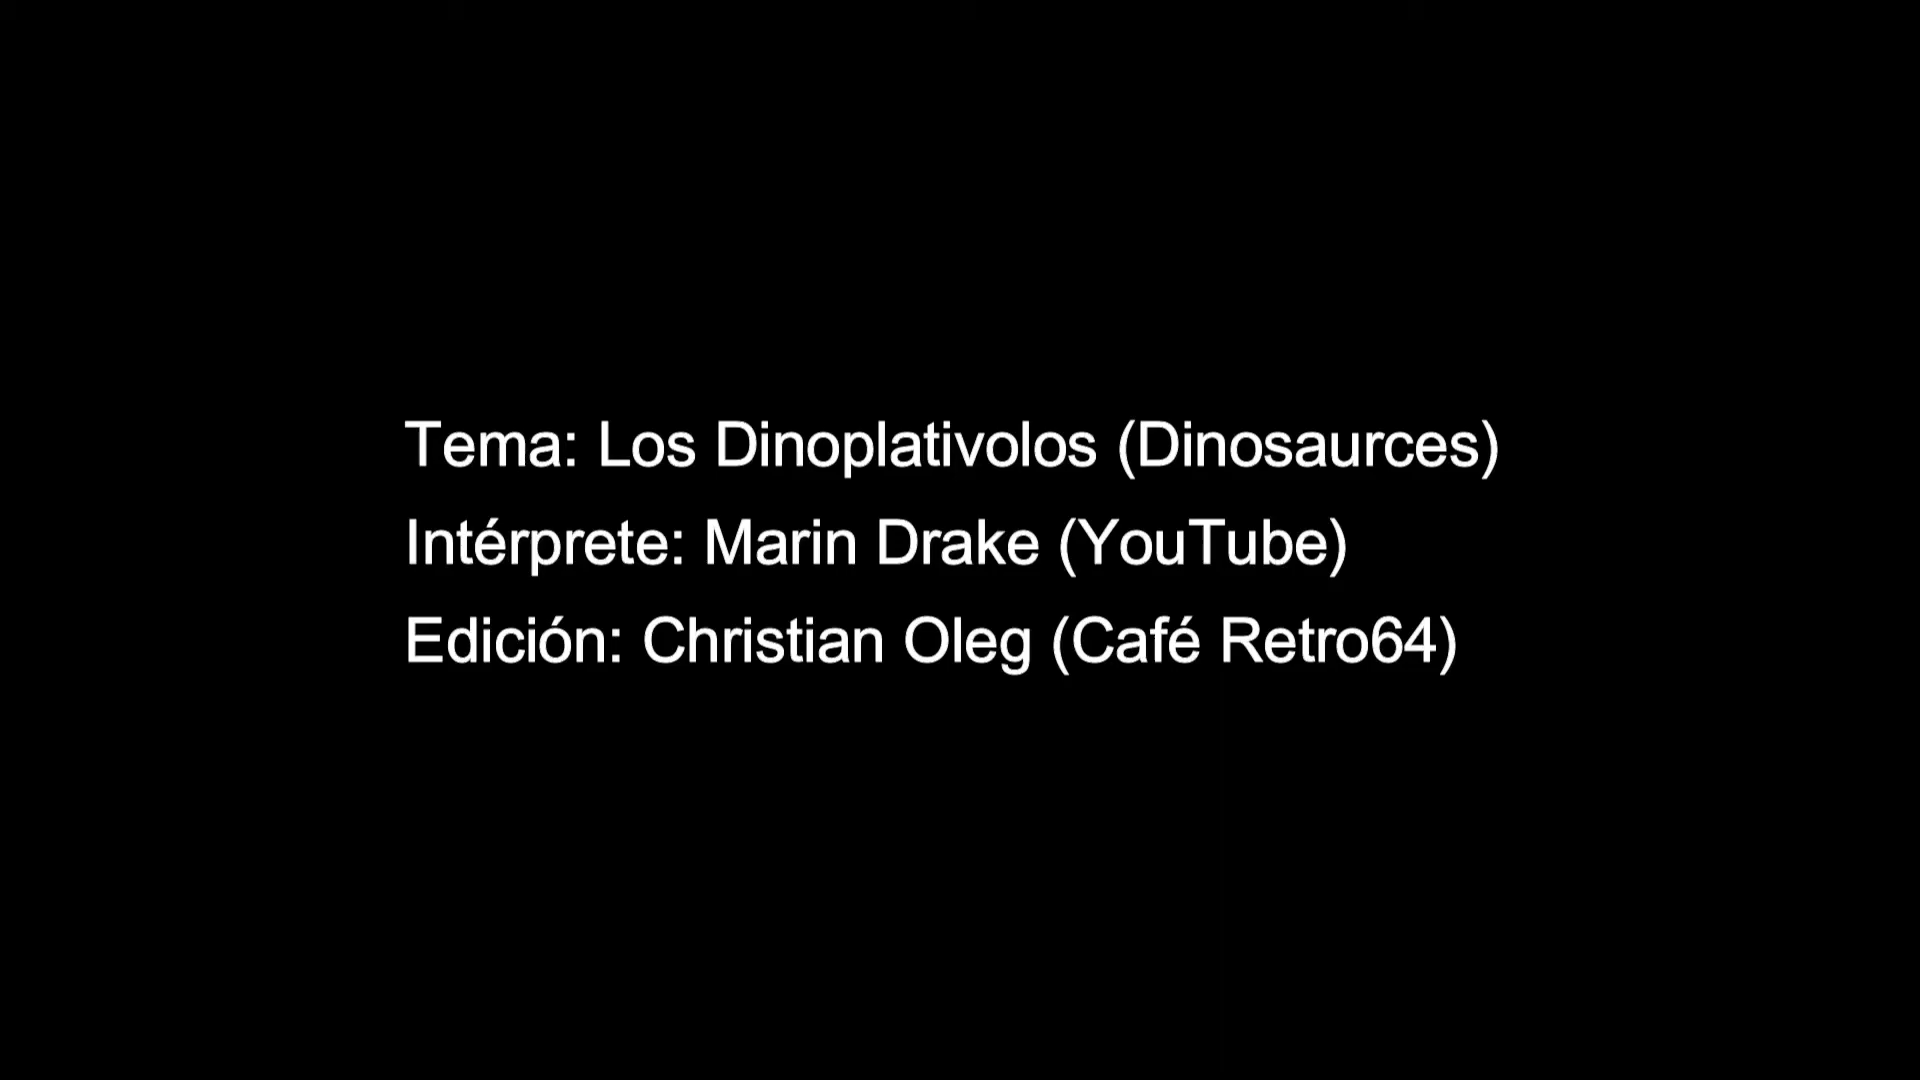 Tema: Los Dinoplativolos (Dinosaurces)
Intérprete: Marin Drake (YouTube)
Edición: Christian Oleg (Café Retro64)